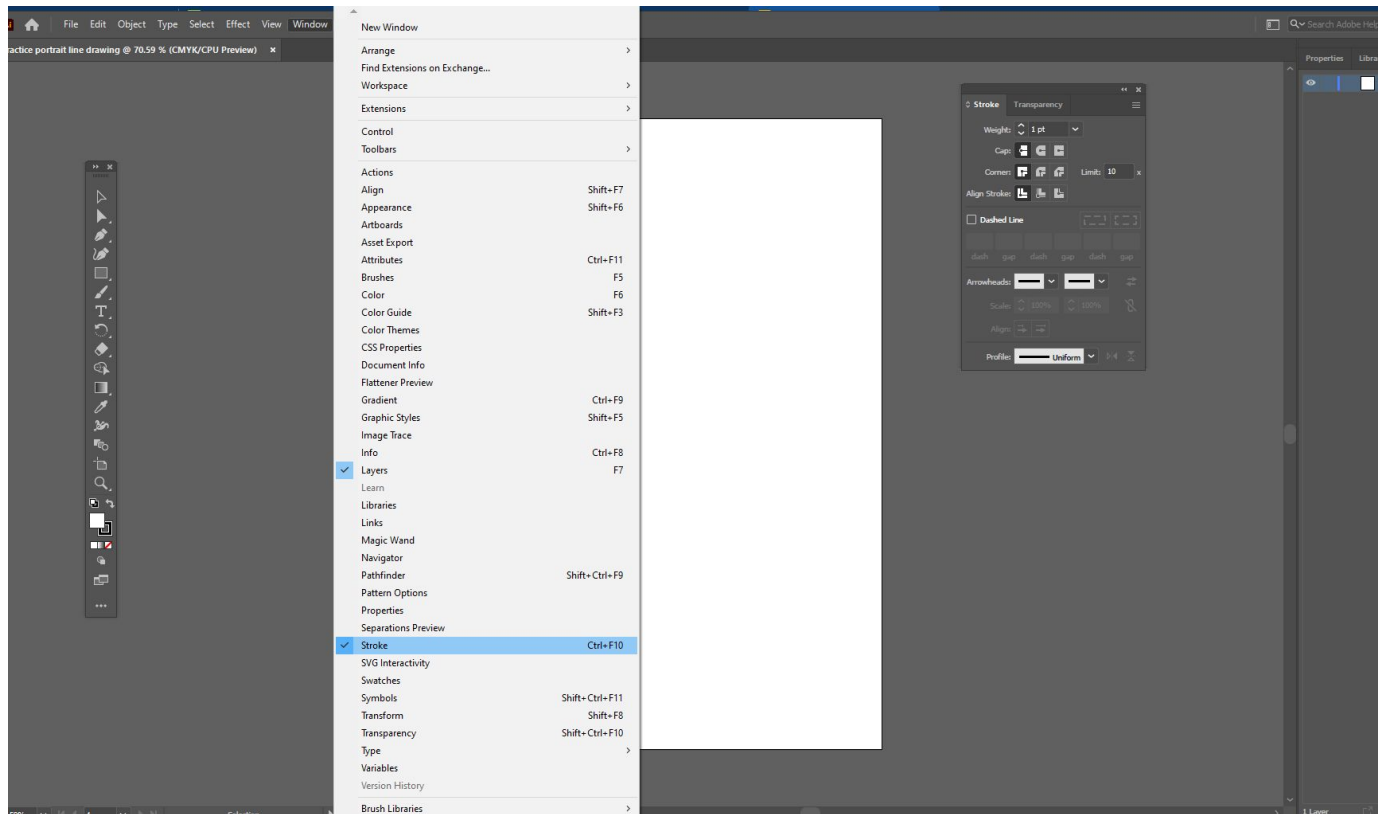 File Edit Object Type Select Effect View Window
Search Adobe Help
ractice portrait line drawing @ 70.59 % (CMYK/CPU Preview) ×
Properties
New Window
Arrange
Find Extensions on Exchange...
Workspace
Extensions
Control
Toolbars
Actions
Align Shift+F7
Appearance Shift+F6
Artboards
Asset Export
Attributes Ctrl+F11
Brushes F5
Color F6
Color Guide Shift+F3
Color Themes
CSS Properties
Document Info
Flattener Preview
Gradient Ctrl+F9
Graphic Styles Shift+F5
Image Trace
Info Ctrl+F8
Layers F7
Learn
Libraries
Links
Magic Wand
Navigator
Pathfinder Shift+Ctrl+F9
Pattern Options
Properties
Separations Preview
Stroke Ctrl+F10
SVG Interactivity
Swatches
Symbols Shift+Ctrl+F11
Transform Shift+F8
Transparency Shift+Ctrl+F10
Type
Variables
Version History
Brush Libraries
Stroke Transparency
Weight: 1 pt
Cap:
Corner: Limit: 10 x
Align Stroke:
Dashed Line
dash gap dash gap dash gap
Arrowheads:
Scale: 100% 100%
Align:
Profile: Uniform
1 Layer